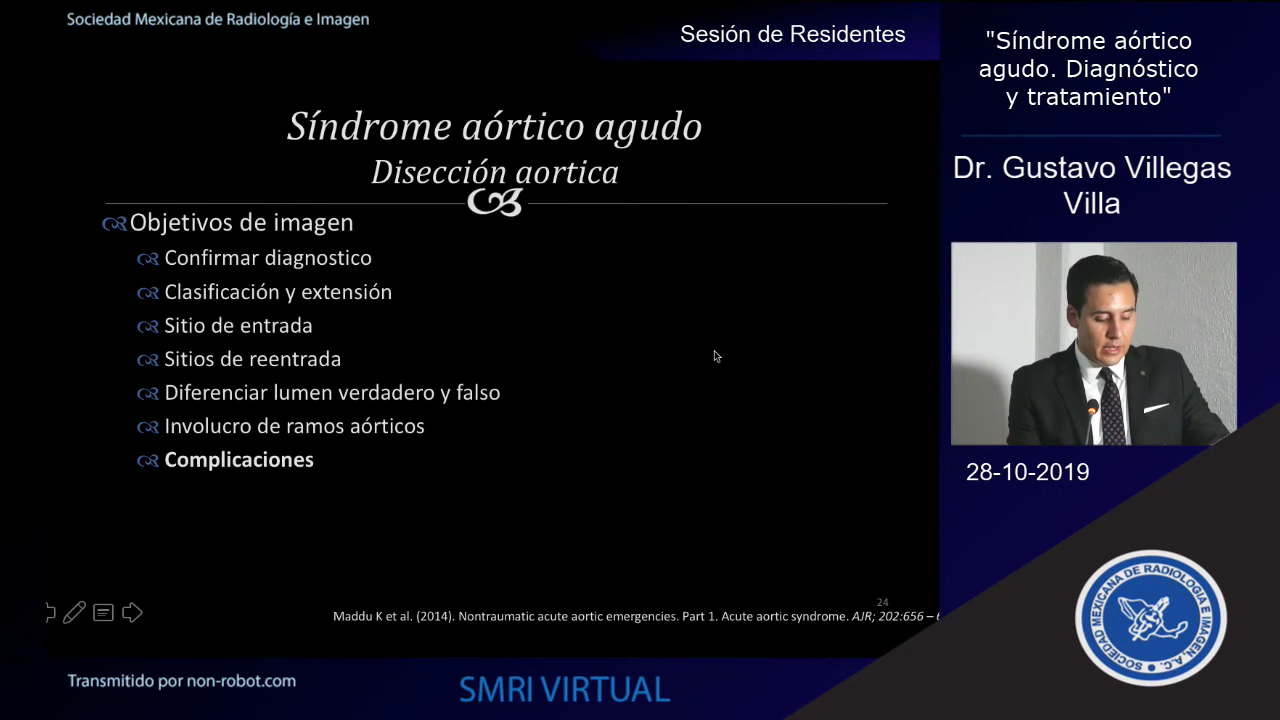 Sociedad Mexicana de Radiología e Imagen
Sesión de Residentes
"Síndrome aórtico
agudo. Diagnóstico
y tratamiento"
Dr. Gustavo Villegas
Villa
28-10-2019
Síndrome aórtico agudo
Disección aortica
Objetivos de imagen
Confirmar diagnostico
Clasificación y extensión
Sitio de entrada
Sitios de reentrada
Diferenciar lumen verdadero y falso
Involucro de ramos aórticos
Complicaciones
24
Maddu K et al. (2014). Nontraumatic acute aortic emergencies. Part 1. Acute aortic syndrome. AJR; 202:656 –
SOCIEDAD MEXICANA DE RADIOLOGIA E IMAGEN, A.C.
Transmitido por non-robot.com
SMRI VIRTUAL